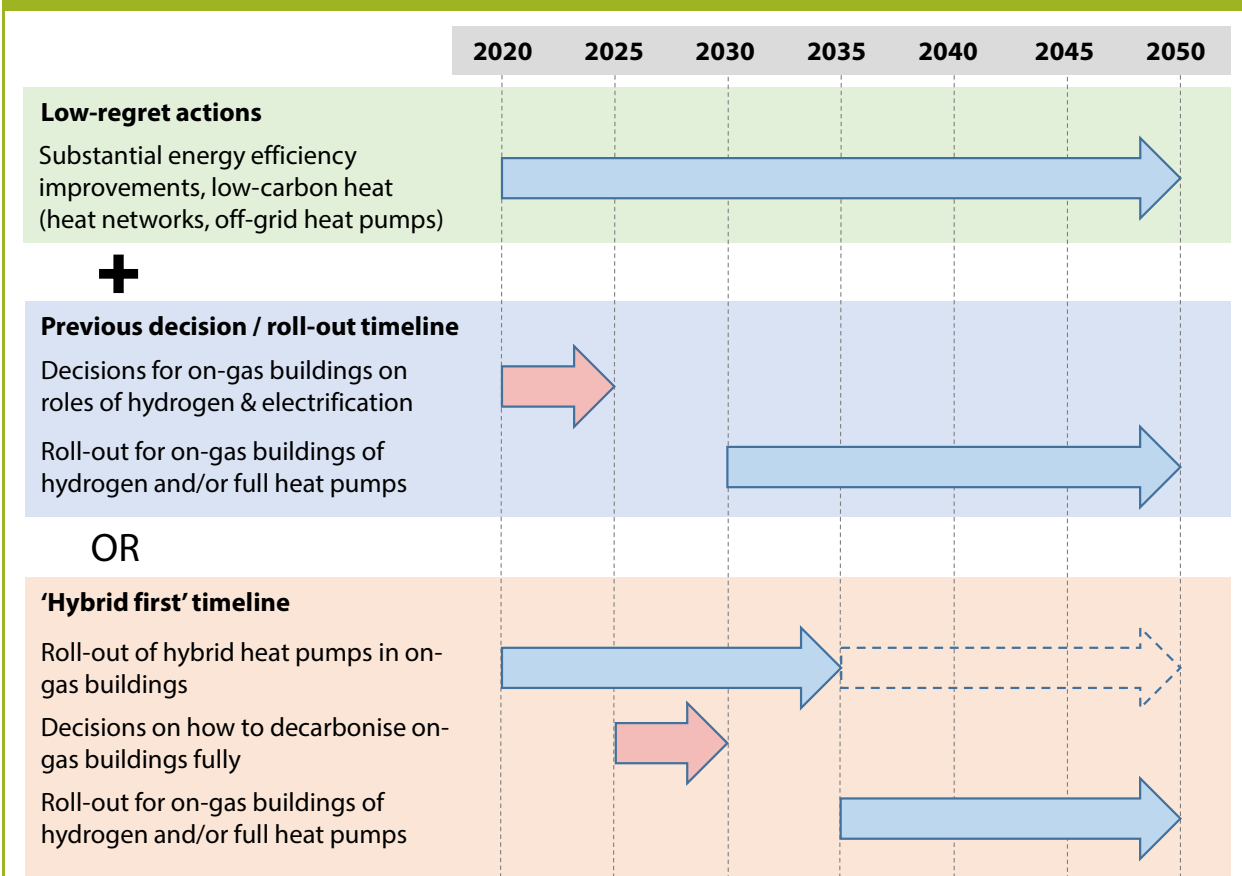 2020 2025 2030 2035 2040 2045 2050
Low-regret actions
Substantial energy efficiency
improvements, low-carbon heat
(heat networks, off-grid heat pumps)
+
Previous decision / roll-out timeline
Decisions for on-gas buildings on
roles of hydrogen & electrification
Roll-out for on-gas buildings of
hydrogen and/or full heat pumps
OR
‘Hybrid first’ timeline
Roll-out of hybrid heat pumps in on-
gas buildings
Decisions on how to decarbonise on-
gas buildings fully
Roll-out for on-gas buildings of
hydrogen and/or full heat pumps